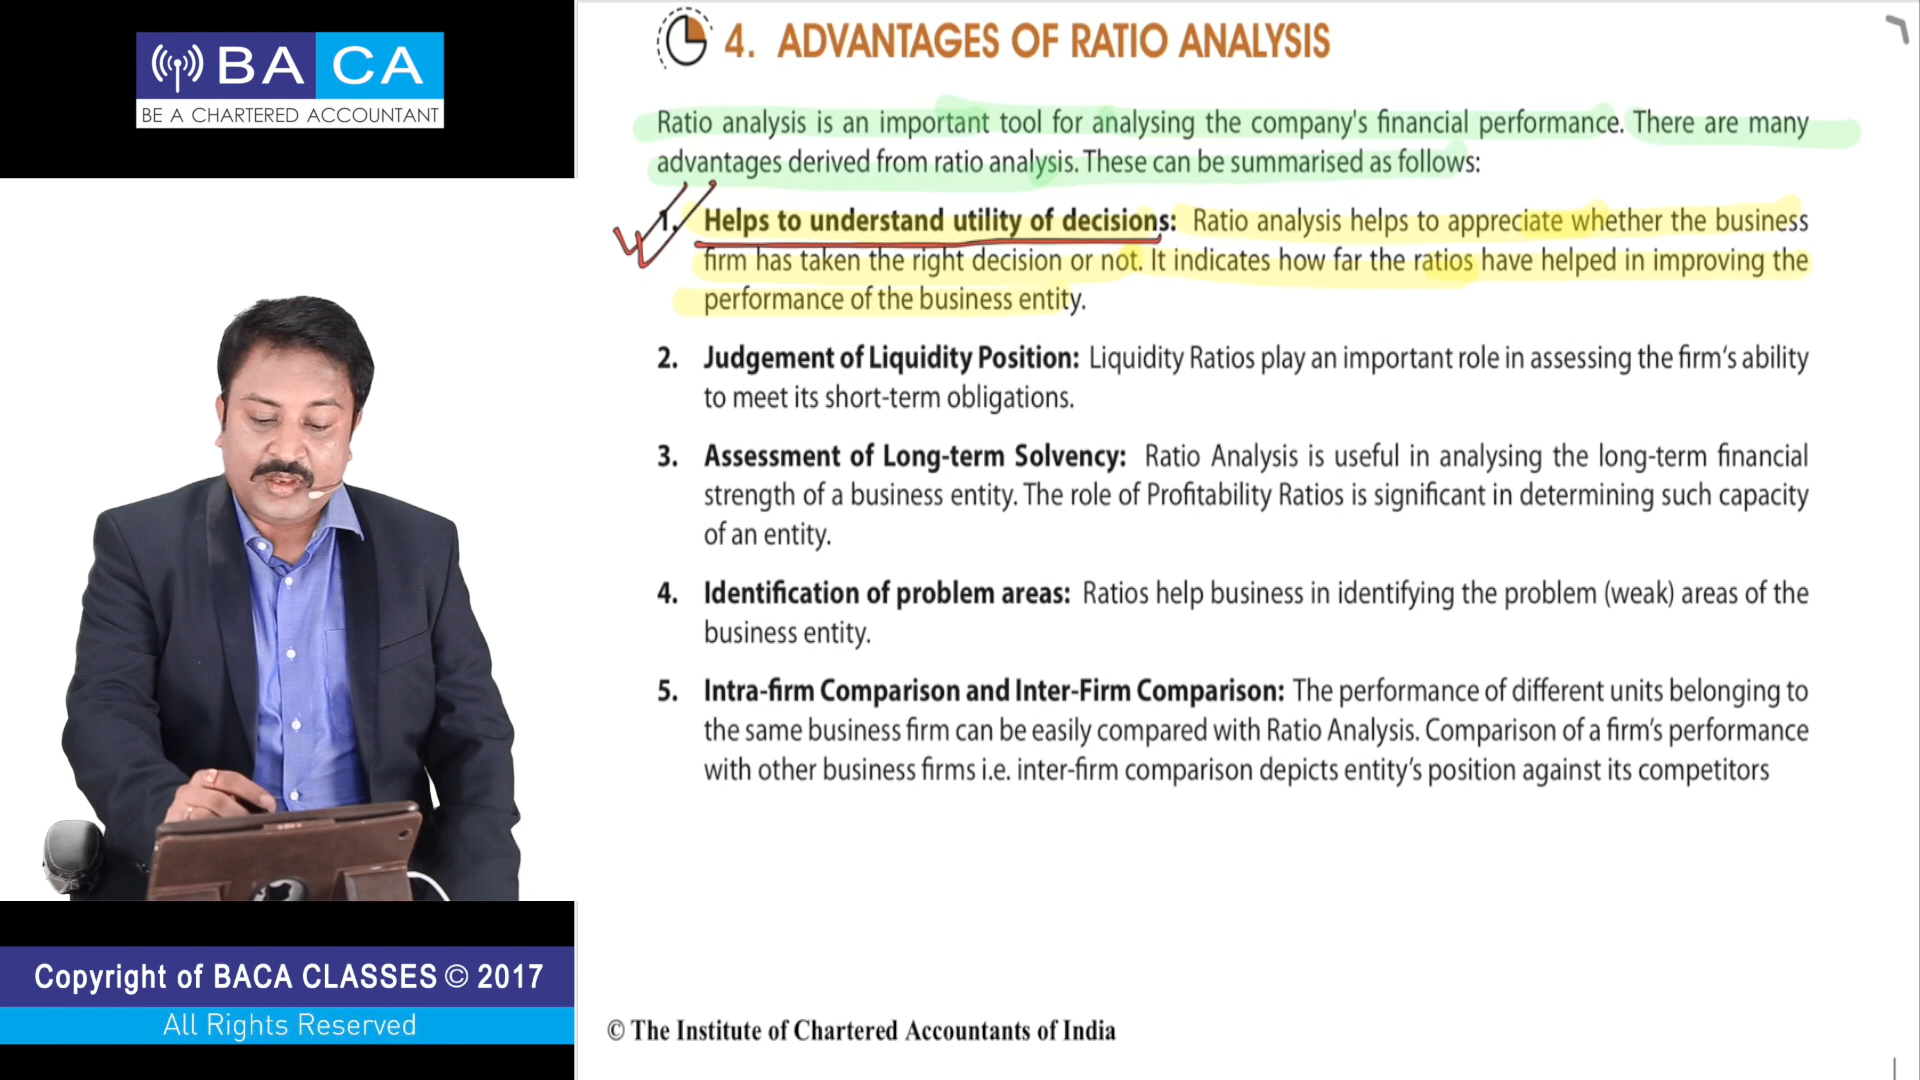 BA CA
BE A CHARTERED ACCOUNTANT
4. ADVANTAGES OF RATIO ANALYSIS
Ratio analysis is an important tool for analysing the company's financial performance. There are many
advantages derived from ratio analysis. These can be summarised as follows:
1. Helps to understand utility of decisions: Ratio analysis helps to appreciate whether the business
firm has taken the right decision or not. It indicates how far the ratios have helped in improving the
performance of the business entity.
2. Judgement of Liquidity Position: Liquidity Ratios play an important role in assessing the firm's ability
to meet its short-term obligations.
3. Assessment of Long-term Solvency: Ratio Analysis is useful in analysing the long-term financial
strength of a business entity. The role of Profitability Ratios is significant in determining such capacity
of an entity.
4. Identification of problem areas: Ratios help business in identifying the problem (weak) areas of the
business entity.
5. Intra-firm Comparison and Inter-Firm Comparison: The performance of different units belonging to
the same business firm can be easily compared with Ratio Analysis. Comparison of a firm's performance
with other business firms i.e. inter-firm comparison depicts entity's position against its competitors
Copyright of BACA CLASSES © 2017
All Rights Reserved
© The Institute of Chartered Accountants of India